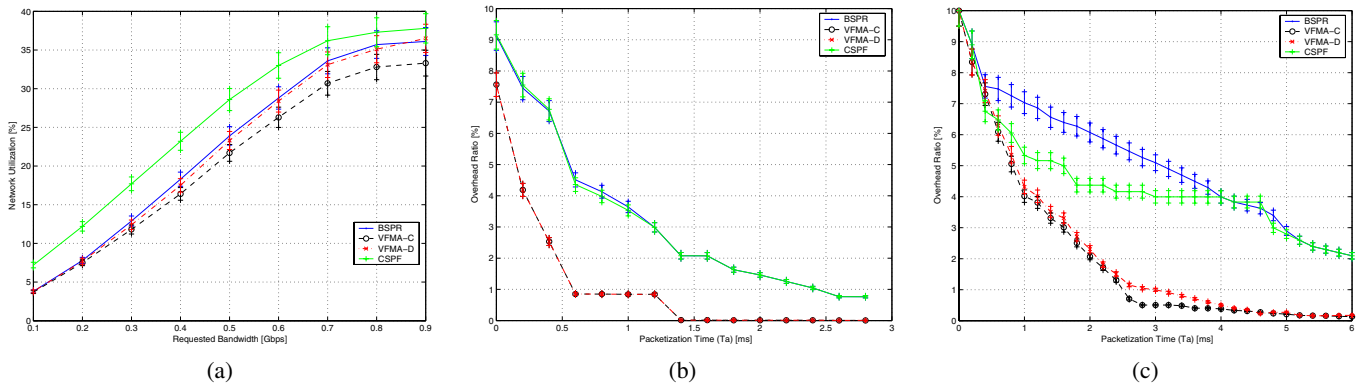 40
35
30
25
20
15
10
5
0
0.1 0.2 0.3 0.4 0.5 0.6 0.7 0.8 0.9
Network Utilization [%]
Requested Bandwidth [Gbps]
BSPR
VFMA-C
VFMA-D
CSPF
(a)
10
9
8
7
6
5
4
3
2
1
0
0 0.5 1 1.5 2 2.5 3
Overhead Ratio [%]
Packetization Time (Ta) [ms]
BSPR
VFMA-C
VFMA-D
CSPF
(b)
10
9
8
7
6
5
4
3
2
1
0
0 1 2 3 4 5 6
Overhead Ratio [%]
Packetization Time (Ta) [ms]
BSPR
VFMA-C
VFMA-D
CSPF
(c)